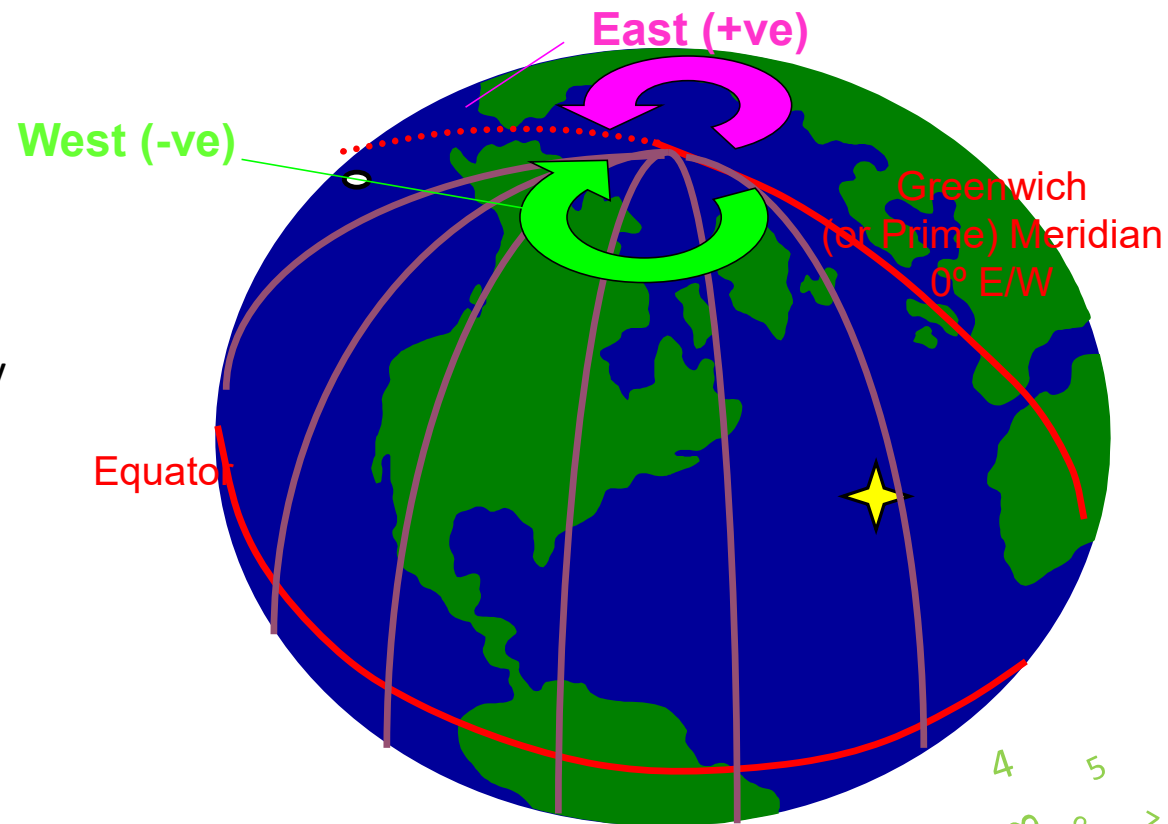 East (+ve)
West (-ve)
Greenwich
(or Prime) Meridian
0º E/W
y
Equator
4 5